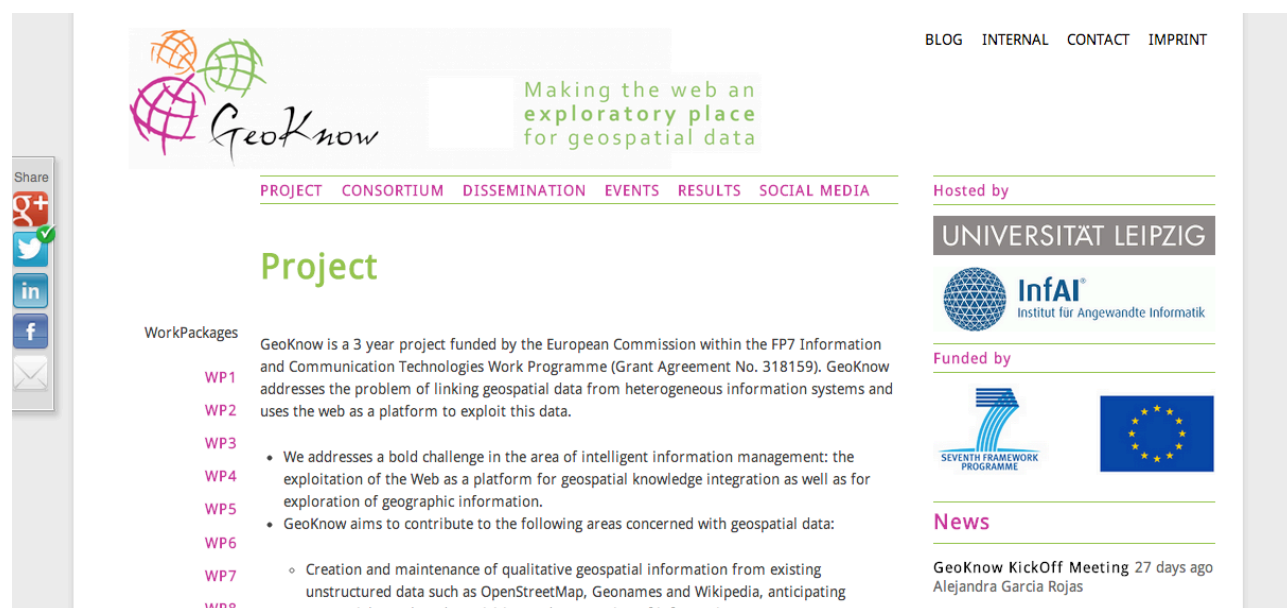 BLOG INTERNAL CONTACT IMPRINT
GeoKnow
Making the web an
exploratory place
for geospatial data
Share
g+
in
f
PROJECT CONSORTIUM DISSEMINATION EVENTS RESULTS SOCIAL MEDIA
Project
WorkPackages
WP1
WP2
WP3
WP4
WP5
WP6
WP7
WP8
GeoKnow is a 3 year project funded by the European Commission within the FP7 Information
and Communication Technologies Work Programme (Grant Agreement No. 318159). GeoKnow
addresses the problem of linking geospatial data from heterogeneous information systems and
uses the web as a platform to exploit this data.
• We addresses a bold challenge in the area of intelligent information management: the
exploitation of the Web as a platform for geospatial knowledge integration as well as for
exploration of geographic information.
• GeoKnow aims to contribute to the following areas concerned with geospatial data:
◦ Creation and maintenance of qualitative geospatial information from existing
unstructured data such as OpenStreetMap, Geonames and Wikipedia, anticipating
Hosted by
UNIVERSITÄT LEIPZIG
InfAI®
Institut für Angewandte Informatik
Funded by
7
SEVENTH FRAMEWORK
PROGRAMME
News
GeoKnow KickOff Meeting 27 days ago
Alejandra Garcia Rojas